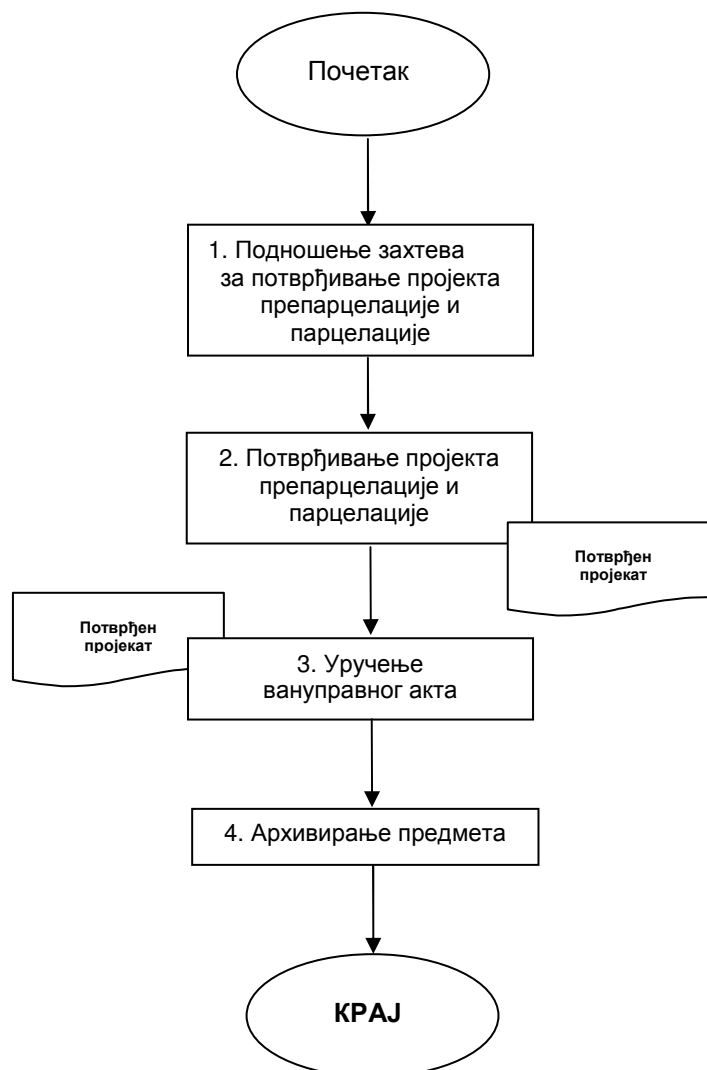 Почетак
1. Подношење захтева
за потврђивање пројекта
препарцелације и
парцелације
2. Потврђивање пројекта
препарцелације и
парцелације
Потврђен
пројекат
Потврђен
пројекат
3. Уручење
вануправног акта
4. Архивирање предмета
КРАЈ